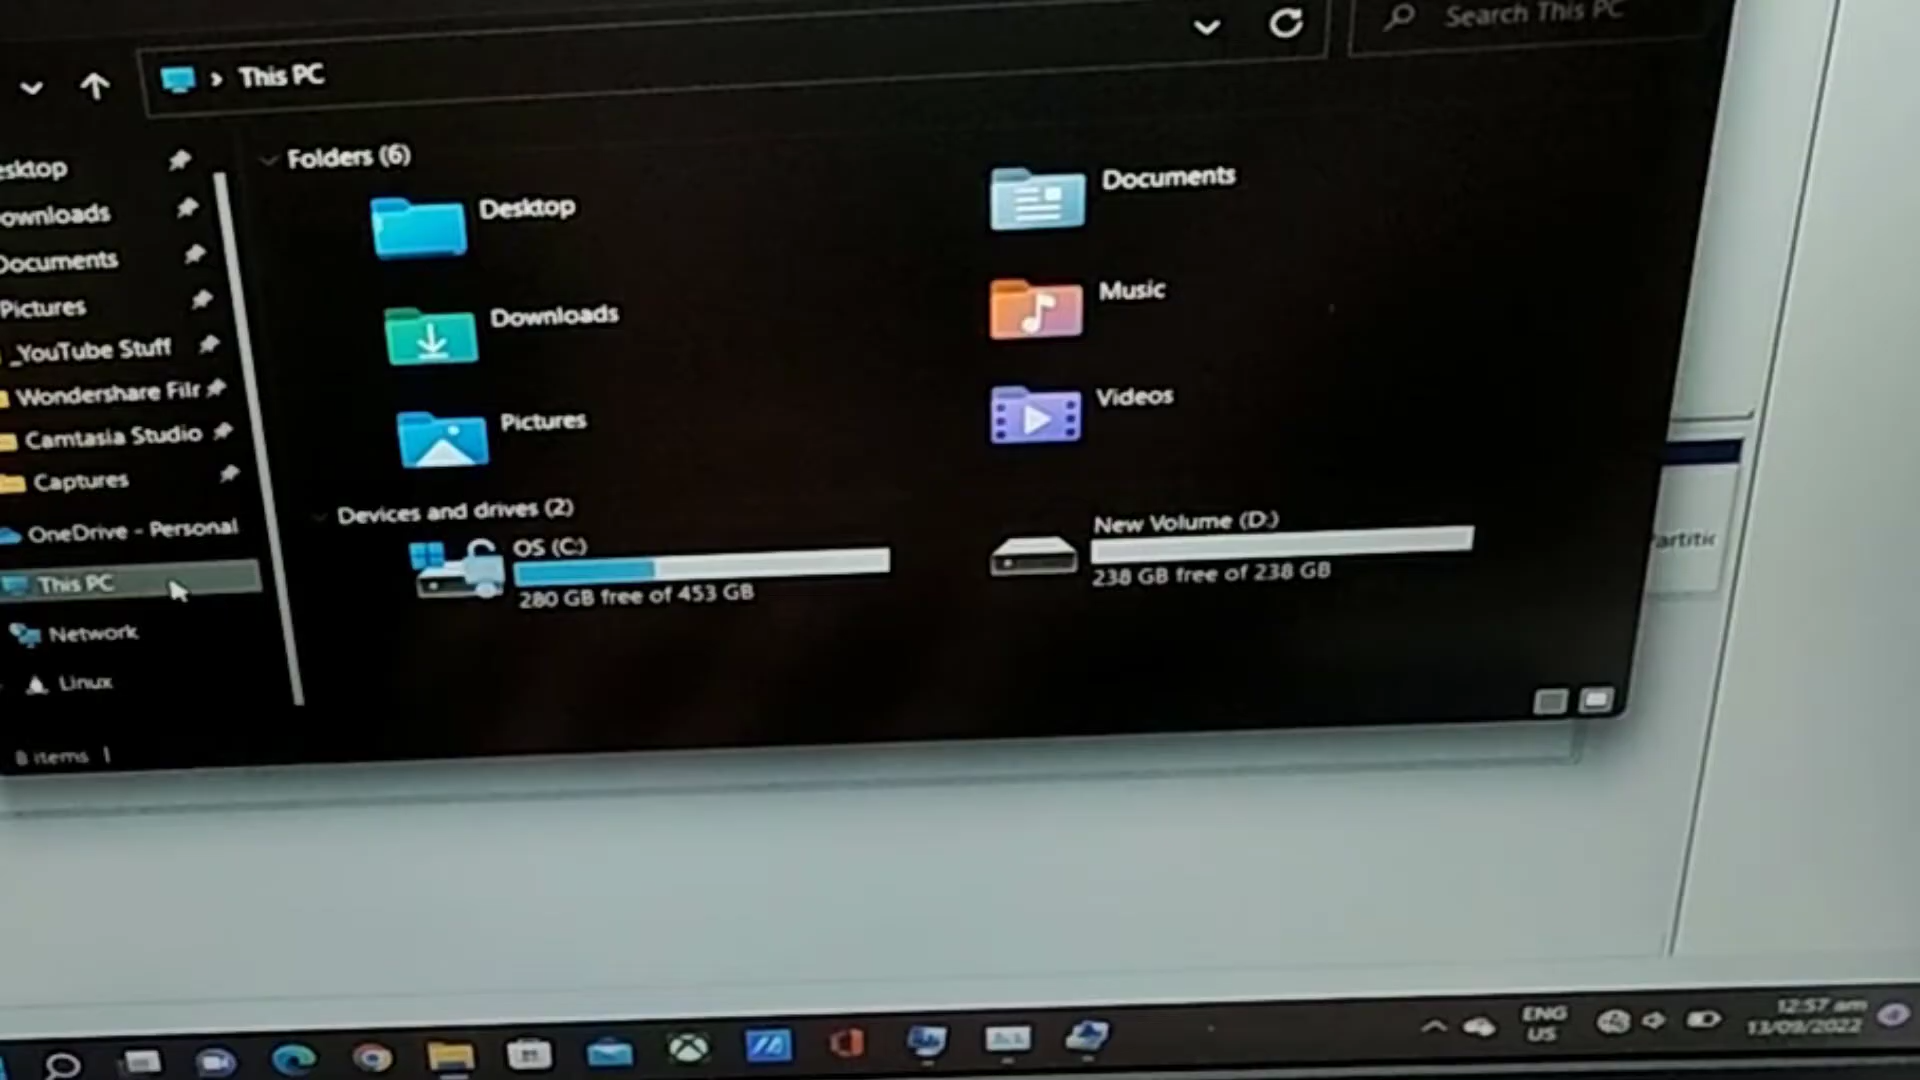 Search This PC
This PC
Folders (6)
esktop
ownloads
Documents
Pictures
_YouTube Stuff
Wondershare Filr
Camtasia Studio
Captures
OneDrive - Personal
This PC
Network
Linux
Desktop
Documents
Downloads
Music
Pictures
Videos
Devices and drives (2)
OS (C:)
280 GB free of 453 GB
New Volume (D:)
238 GB free of 238 GB
8 items
artitic
ENG
US
12:57 am
13/09/2022